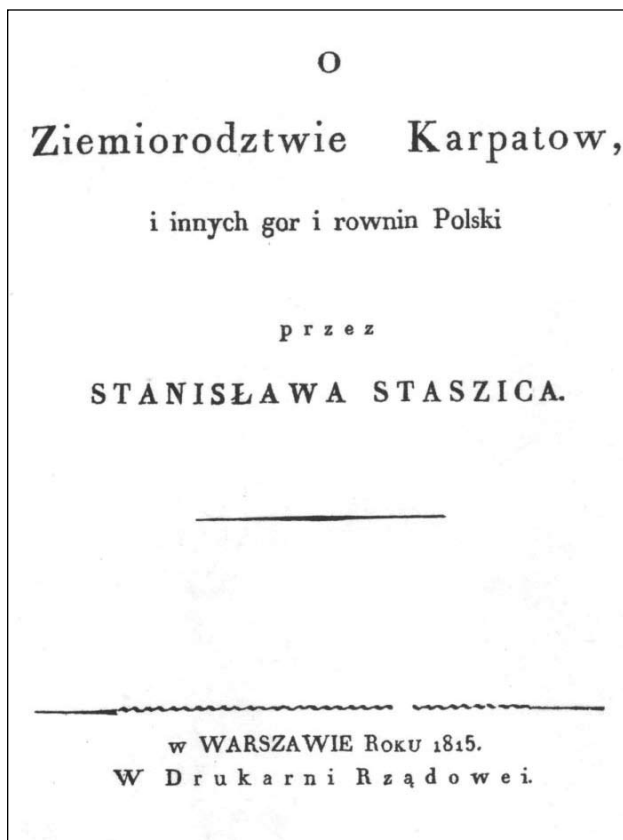 O
Ziemiorodztwie Karpatow,
i innych gor i rownin Polski
przez
STANISŁAWA STASZICA.
w WARSZAWIE ROKU 1815.
W Drukarni Rządowei.